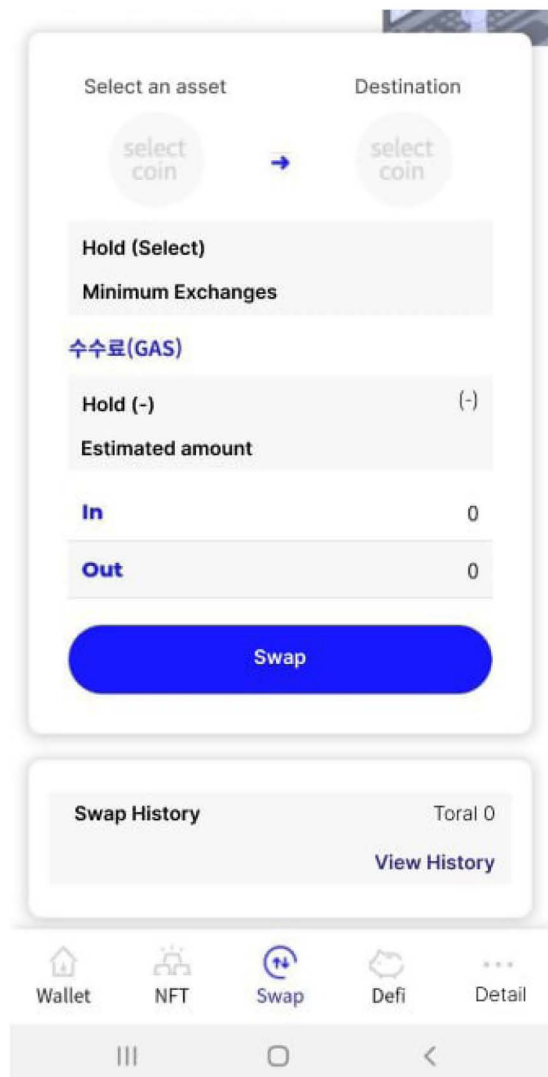 Select an asset
Destination
select
coin
select
coin
Hold (Select)
Minimum Exchanges
수수료(GAS)
Hold (-)
(-)
Estimated amount
In
0
Out
0
Swap
Swap History
Toral 0
View History
Wallet
NFT
Swap
Defi
Detail